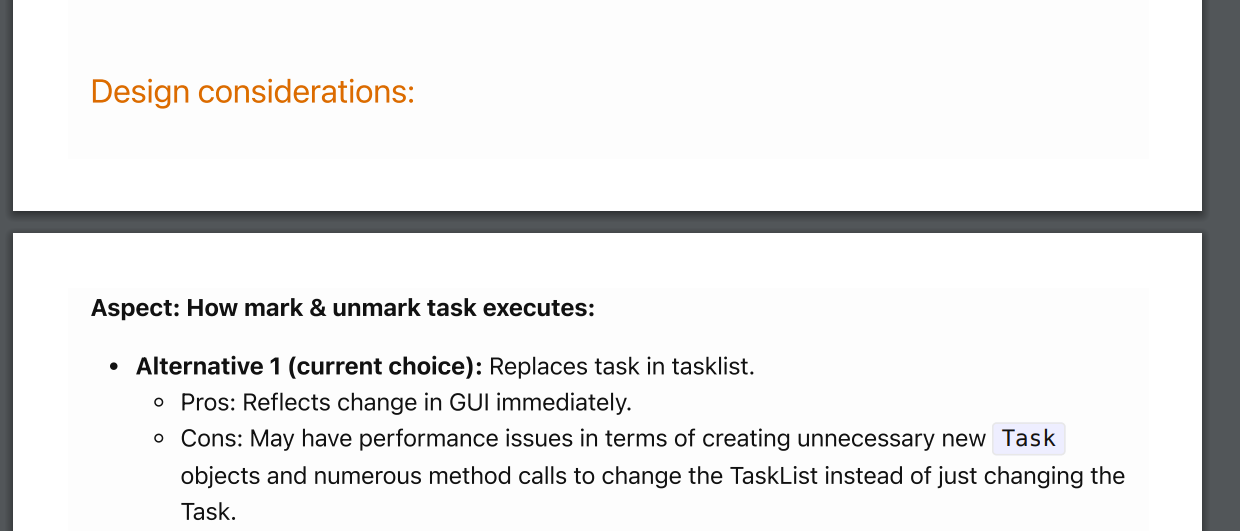 Design considerations:
Aspect: How mark & unmark task executes:
• Alternative 1 (current choice): Replaces task in tasklist.
◦ Pros: Reflects change in GUI immediately.
◦ Cons: May have performance issues in terms of creating unnecessary new Task
objects and numerous method calls to change the TaskList instead of just changing the
Task.